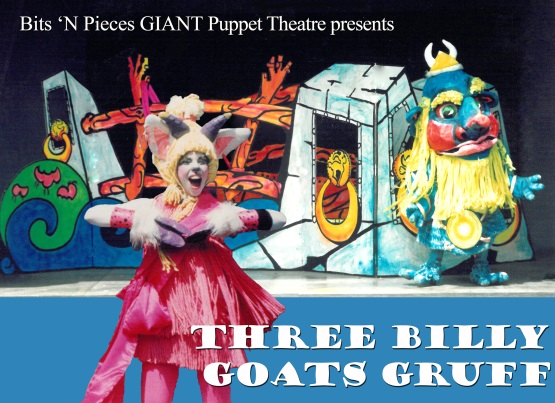 Bits ‘N Pieces GIANT Puppet Theatre presents
THREE BILLY
GOATS GRUFF